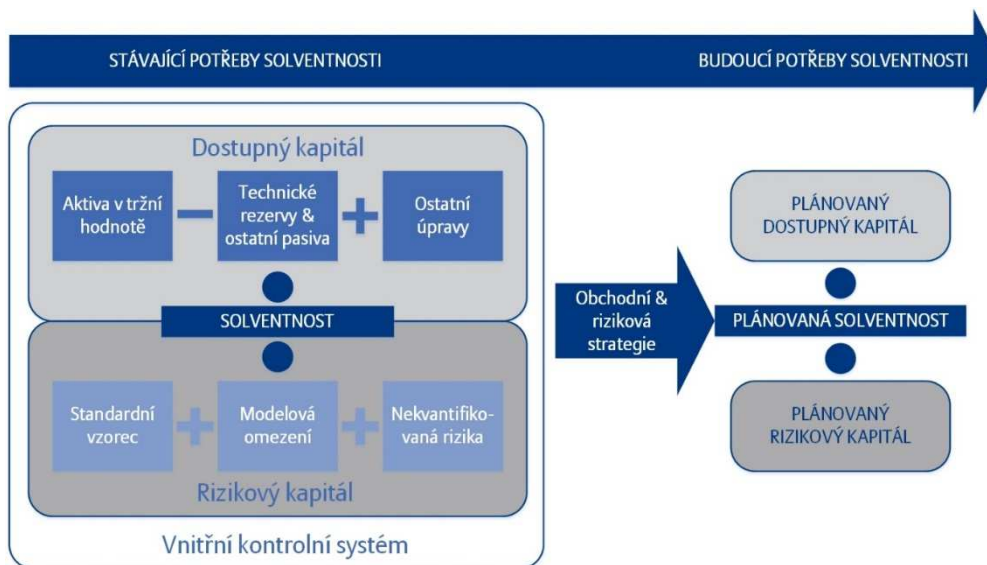 STÁVAJÍCÍ POTŘEBY SOLVENTNOSTI
BUDOUCÍ POTŘEBY SOLVENTNOSTI
Dostupný kapitál
Aktiva v tržní
hodnotě
Technické
rezervy &
ostatní pasiva
Ostatní
úpravy
SOLVENTNOST
Standardní
vzorec
Modelová
omezení
Nekvantifiko-
vaná rizika
Rizikový kapitál
Vnitřní kontrolní systém
Obchodní &
riziková
strategie
PLÁNOVANÝ
DOSTUPNÝ KAPITÁL
PLÁNOVANÁ SOLVENTNOST
PLÁNOVANÝ
RIZIKOVÝ KAPITÁL